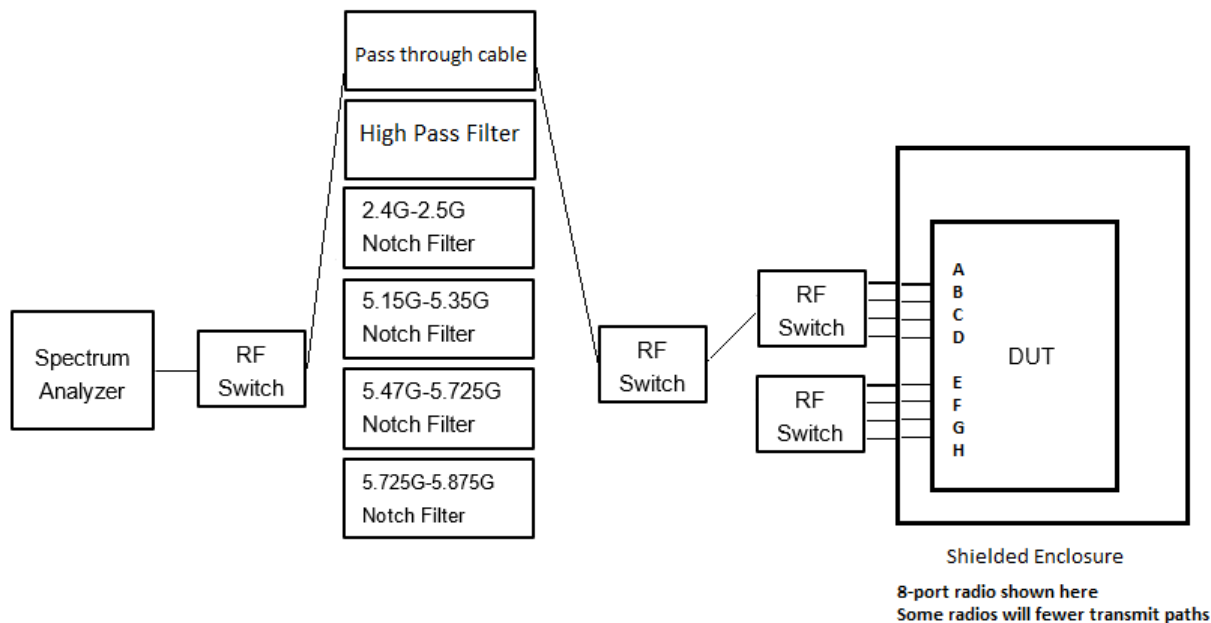 Pass through cable
High Pass Filter
2.4G-2.5G
Notch Filter
5.15G-5.35G
Notch Filter
5.47G-5.725G
Notch Filter
5.725G-5.875G
Notch Filter
Spectrum
Analyzer
RF
Switch
RF
Switch
RF
Switch
RF
Switch
A
B
C
D
E
F
G
H
DUT
Shielded Enclosure
8-port radio shown here
Some radios will fewer transmit paths